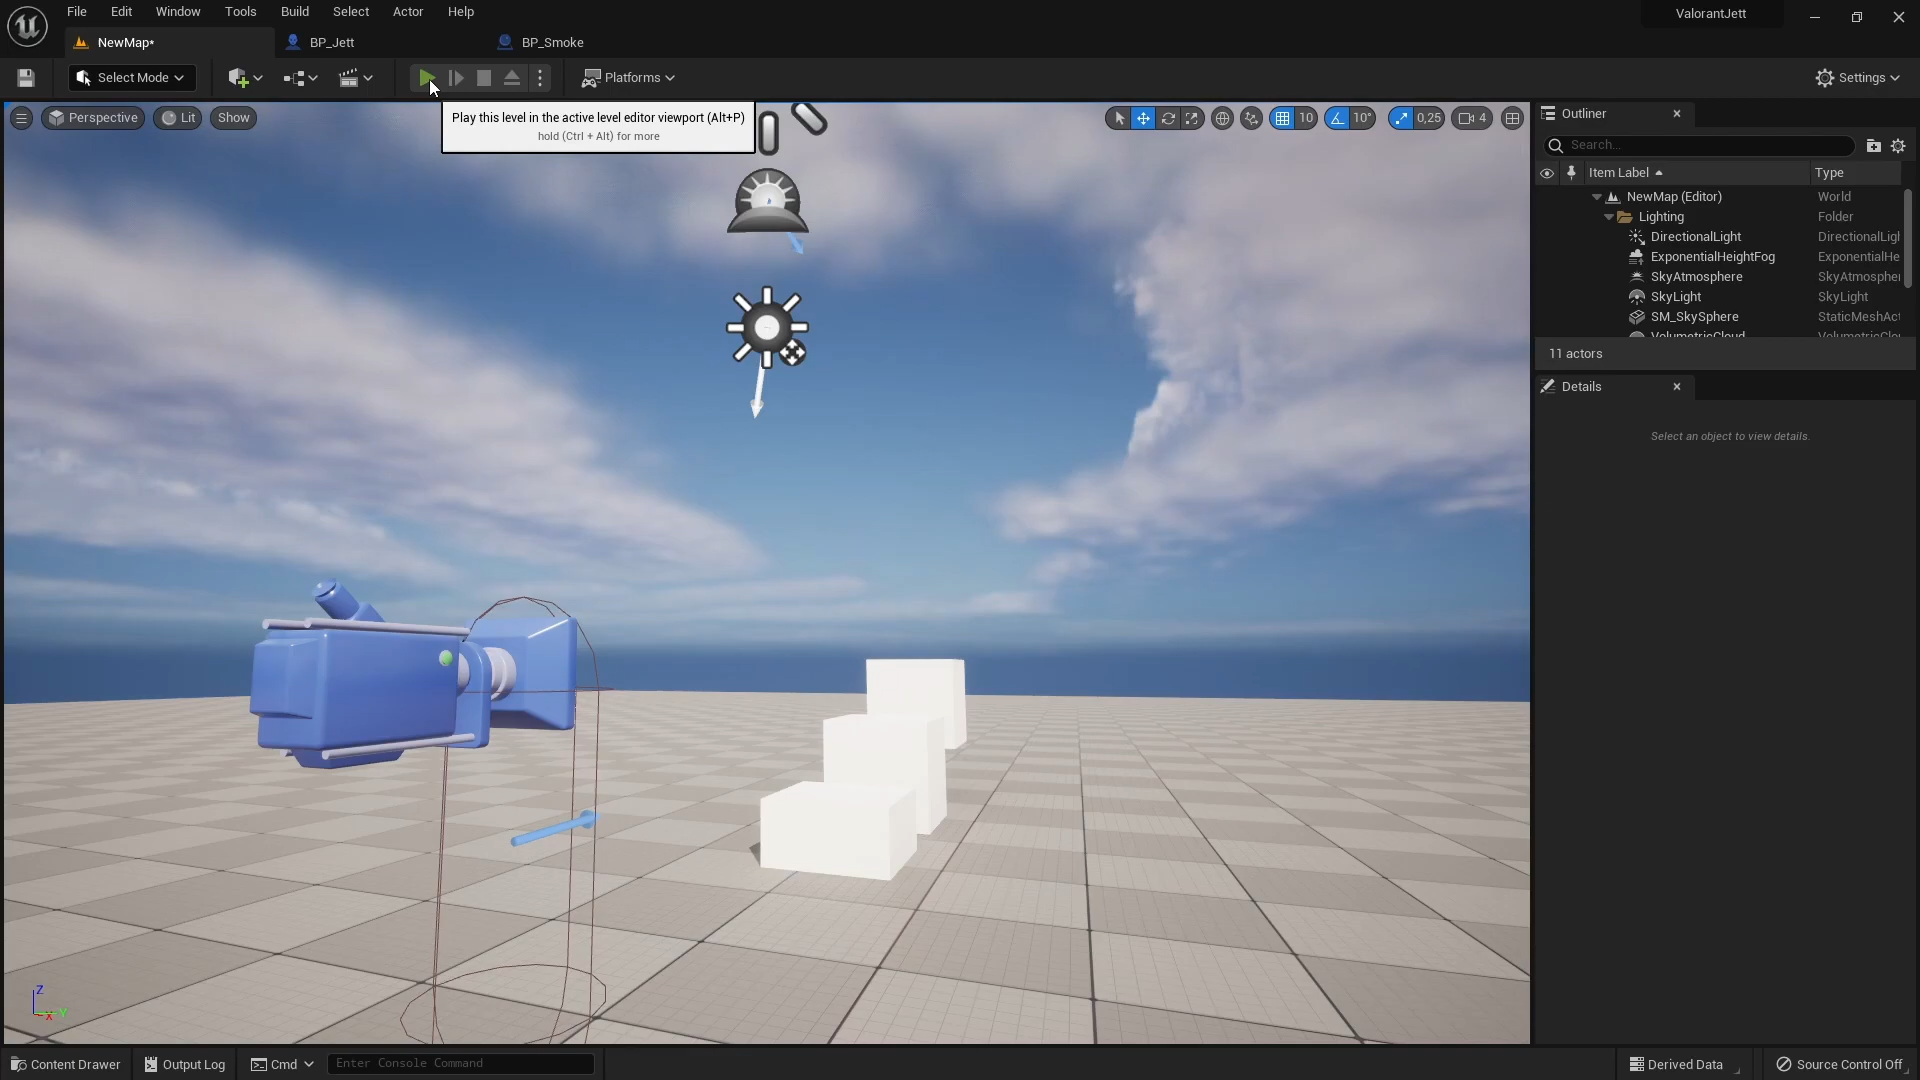 File Edit Window Tools Build Select Actor Help
ValorantJett
NewMap*
BP_Jett
BP_Smoke
Select Mode
Platforms
Settings
Perspective
Lit
Show
Play this level in the active level editor viewport (Alt+P)
hold (Ctrl + Alt) for more
10
10°
0,25
4
Outliner
Search...
Item Label
Type
NewMap (Editor)
World
Lighting
Folder
DirectionalLight
DirectionalLigl
ExponentialHeightFog
ExponentialHe
SkyAtmosphere
SkyAtmospher
SkyLight
SkyLight
SM_SkySphere
StaticMeshAct
VolumetricCloud
VolumetricClou
11 actors
Details
Select an object to view details.
Z
X
Y
Content Drawer
Output Log
Cmd
Enter Console Command
Derived Data
Source Control Off